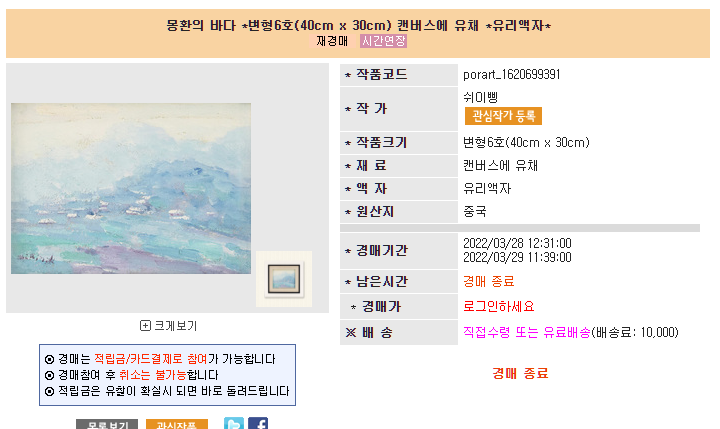 몽환의 바다 *변형6호(40cm x 30cm) 캔버스에 유채 *유리액자*
재경매 시간연장
* 작품코드 porart_1620699391
* 작 가 쉬이삥
관심작가 등록
* 작품크기 변형6호(40cm x 30cm)
* 재 료 캔버스에 유채
* 액 자 유리액자
* 원산지 중국
* 경매기간 2022/03/28 12:31:00
2022/03/29 11:39:00
* 남은시간 경매 종료
* 경매가 로그인하세요
※ 배 송 직접수령 또는 유료배송(배송료: 10,000)
경매 종료
크게보기
경매는 적립금/카드결제로 참여가 가능합니다
경매참여 후 취소는 불가능합니다
적립금은 유찰이 확실시 되면 바로 돌려드립니다
목록보기 관심작품